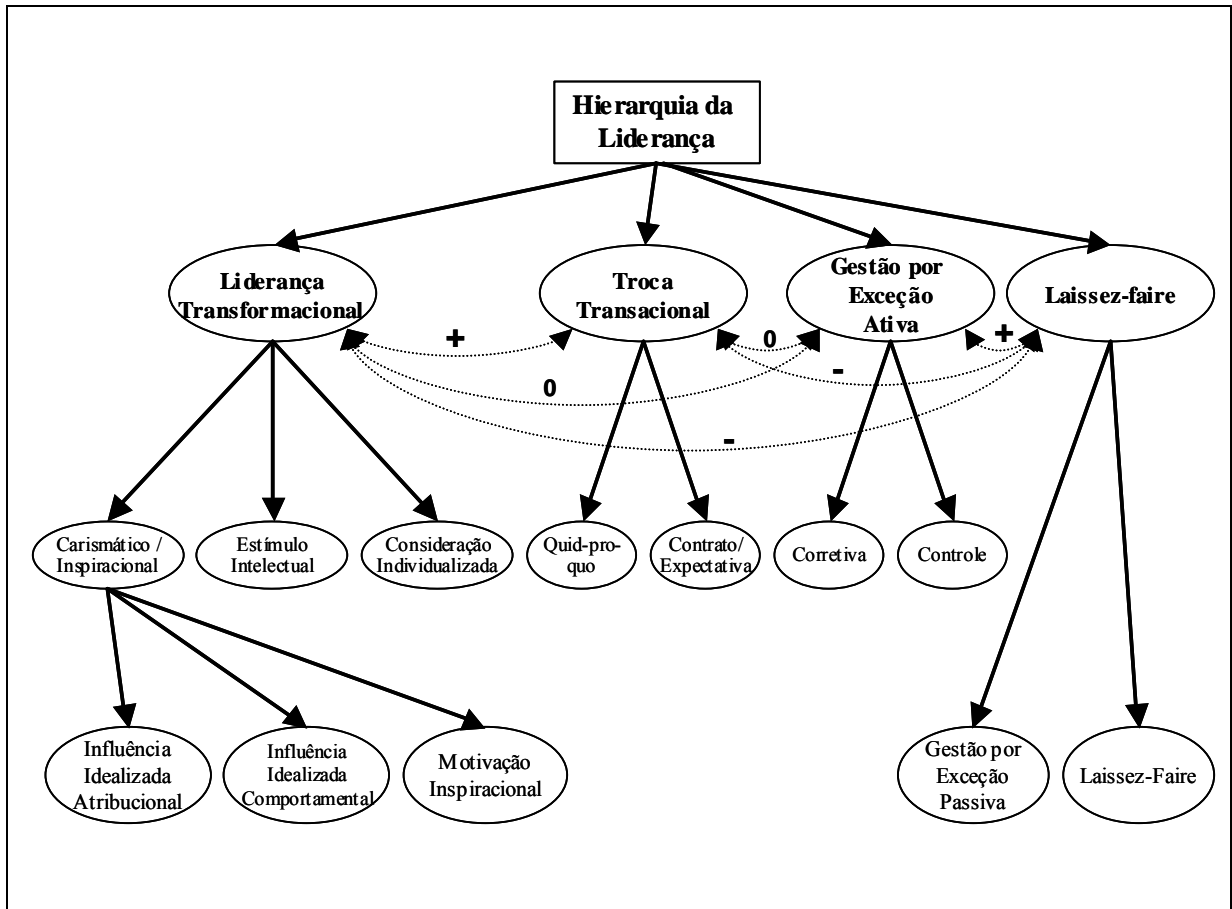 Hierarquia da
Liderança
Liderança
Transformacional
Troca
Transacional
Gestão por
Exceção
Ativa
Laissez-faire
+
0
-
0
-
+
Carismático /
Inspiracional
Estímulo
Intelectual
Consideração
Individualizada
Quid-pro-
quo
Contrato/
Expectativa
Corretiva
Controle
Influência
Idealizada
Atribucional
Influência
Idealizada
Comportamental
Motivação
Inspiracional
Gestão por
Exceção
Passiva
Laissez-Faire